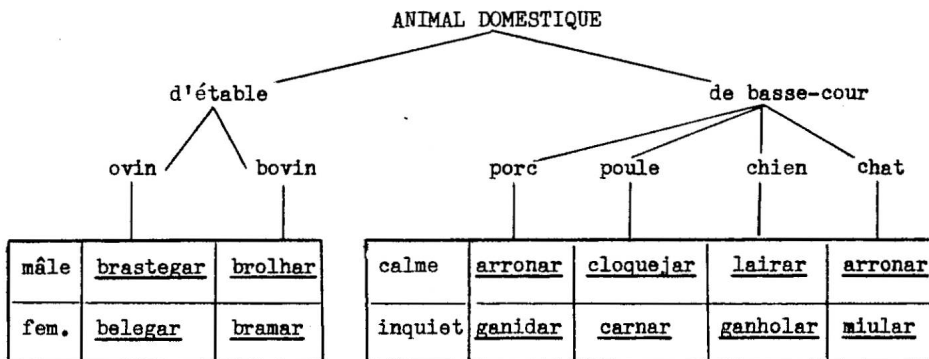 ANIMAL DOMESTIQUE
d'étable de basse-cour
ovin bovin porc poule chien chat
mâle brastegar brolhar calme arronar cloquejar lairar arronar
fem. belegar bramar inquiet ganidar carnar ganholar miular